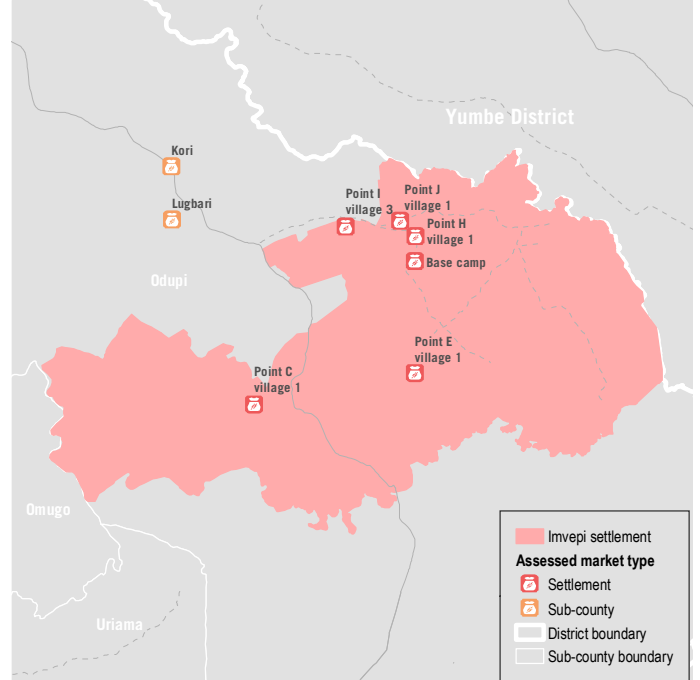 Yumbe District
Kori
Lugbari
Point I
village 3
Point J
village 1
Point H
village 1
Base camp
Odupi
Point E
village 1
Point C
village 1
Omugo
Uriama
Imvepi settlement
Assessed market type
Settlement
Sub-county
District boundary
Sub-county boundary